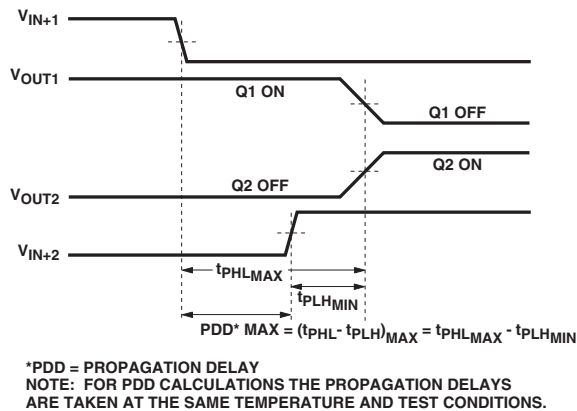 VIN+1
VOUT1
Q1 ON
Q1 OFF
Q2 ON
Q2 OFF
VOUT2
VIN+2
tPHLMAX
tPLHMIN
PDD* MAX = (tPHL- tPLH)MAX = tPHLMAX - tPLHMIN
*PDD = PROPAGATION DELAY
NOTE: FOR PDD CALCULATIONS THE PROPAGATION DELAYS
ARE TAKEN AT THE SAME TEMPERATURE AND TEST CONDITIONS.